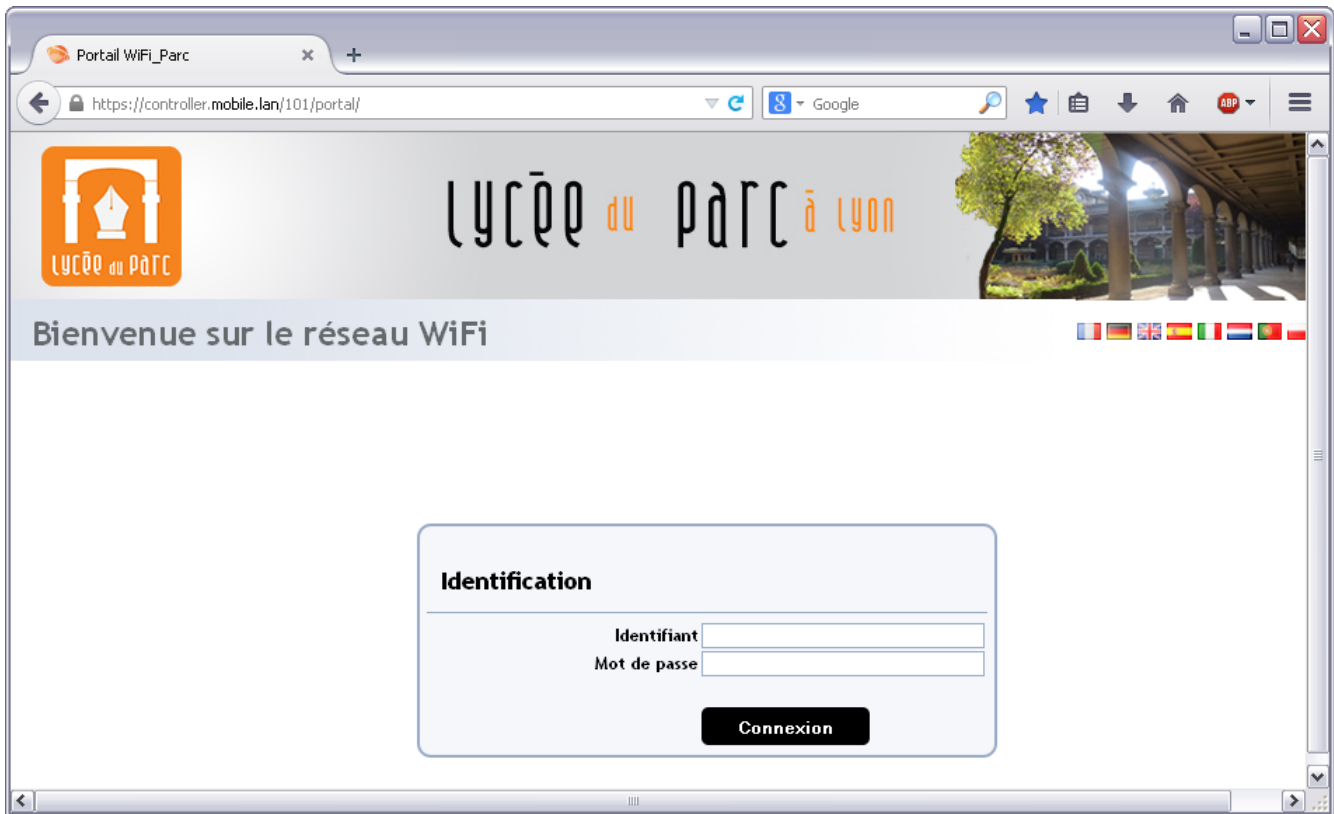 Portail WiFi_Parc
https://controller.mobile.lan/101/portal/
Google
ABP
LYCÉE DU PARC
LYCÉE DU PARC À LYON
Bienvenue sur le réseau WiFi
Identification
Identifiant
Mot de passe
Connexion